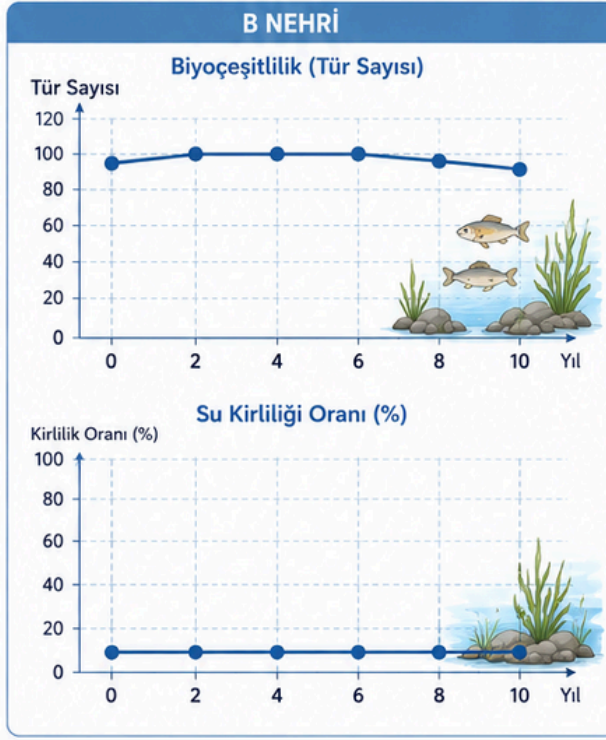 B NEHRİ
Biyoçeşitlilik (Tür Sayısı)
Tür Sayısı
120
100
80
60
40
20
0
0 2 4 6 8 10 Yıl
Su Kirliliği Oranı (%)
Kirlilik Oranı (%)
100
80
60
40
20
0
0 2 4 6 8 10 Yıl